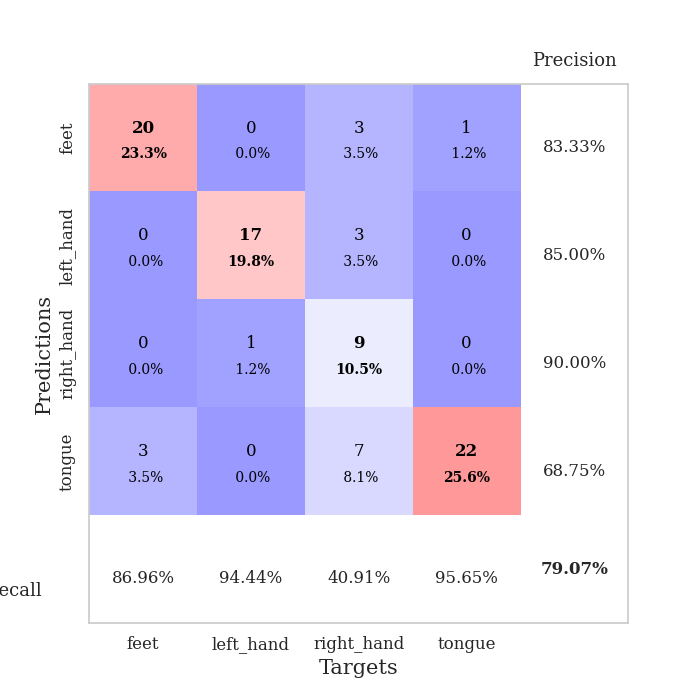 Precision
feet
20 0 3 1
23.3% 0.0% 3.5% 1.2%
83.33%
left_hand
0 17 3 0
0.0% 19.8% 3.5% 0.0%
85.00%
Predictions
right_hand
0 1 9 0
0.0% 1.2% 10.5% 0.0%
90.00%
tongue
3 0 7 22
3.5% 0.0% 8.1% 25.6%
68.75%
ecall
86.96% 94.44% 40.91% 95.65% 79.07%
feet left_hand right_hand tongue
Targets